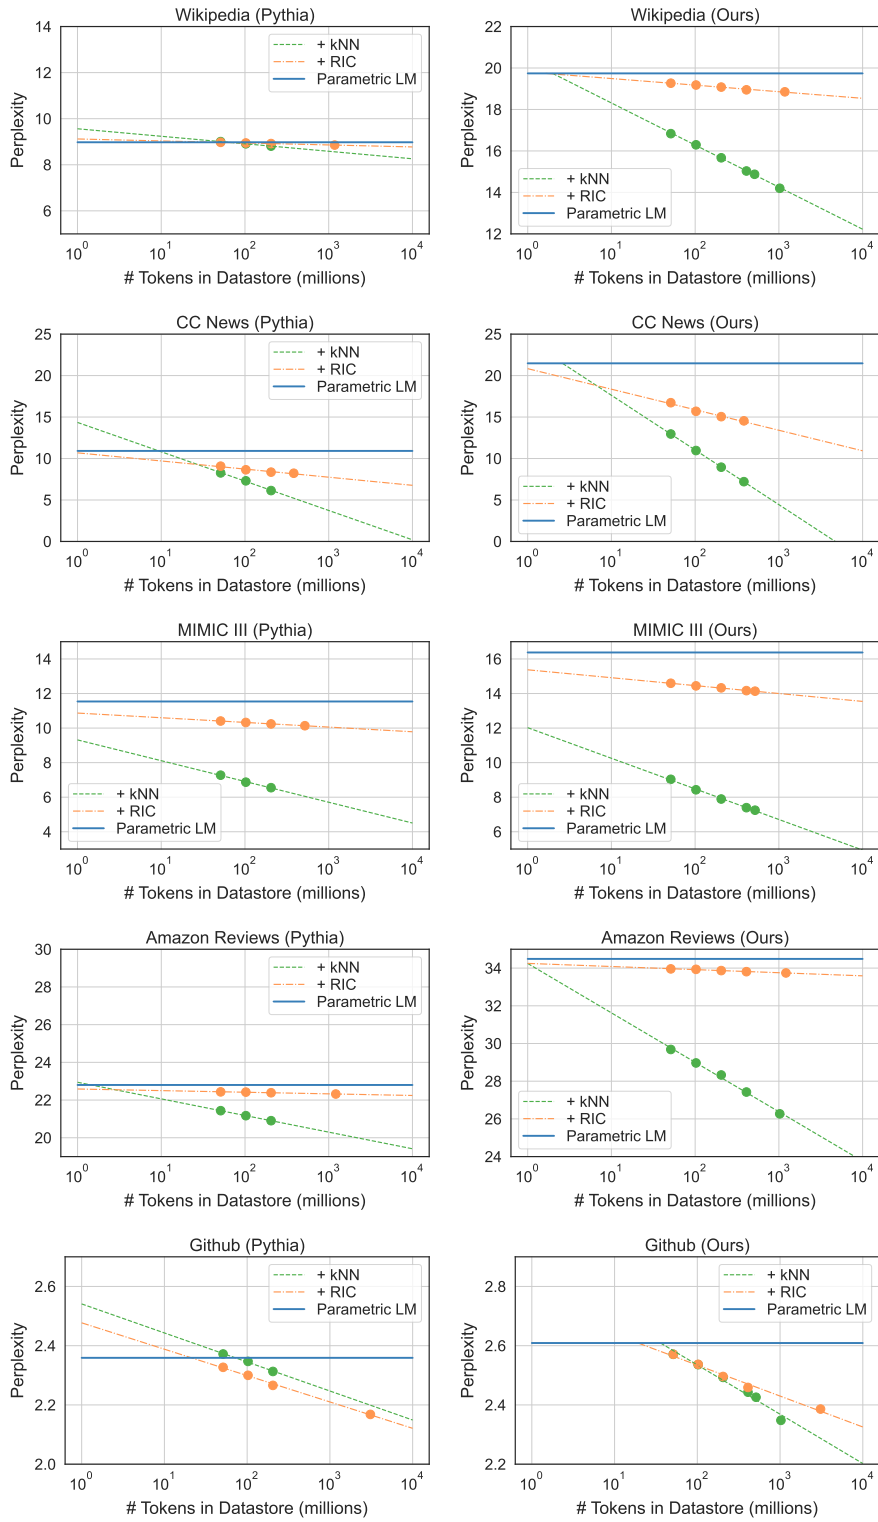 Wikipedia (Pythia)
14
12
10
8
6
Perplexity
+ kNN
+ RIC
Parametric LM
10^0
10^1
10^2
10^3
10^4
# Tokens in Datastore (millions)
Wikipedia (Ours)
22
20
18
16
14
12
Perplexity
+ kNN
+ RIC
Parametric LM
10^0
10^1
10^2
10^3
10^4
# Tokens in Datastore (millions)
CC News (Pythia)
25
20
15
10
5
0
Perplexity
+ kNN
+ RIC
Parametric LM
10^0
10^1
10^2
10^3
10^4
# Tokens in Datastore (millions)
CC News (Ours)
25
20
15
10
5
0
Perplexity
+ kNN
+ RIC
Parametric LM
10^0
10^1
10^2
10^3
10^4
# Tokens in Datastore (millions)
MIMIC III (Pythia)
14
12
10
8
6
4
Perplexity
+ kNN
+ RIC
Parametric LM
10^0
10^1
10^2
10^3
10^4
# Tokens in Datastore (millions)
MIMIC III (Ours)
16
14
12
10
8
6
Perplexity
+ kNN
+ RIC
Parametric LM
10^0
10^1
10^2
10^3
10^4
# Tokens in Datastore (millions)
Amazon Reviews (Pythia)
30
28
26
24
22
20
Perplexity
+ kNN
+ RIC
Parametric LM
10^0
10^1
10^2
10^3
10^4
# Tokens in Datastore (millions)
Amazon Reviews (Ours)
34
32
30
28
26
24
Perplexity
+ kNN
+ RIC
Parametric LM
10^0
10^1
10^2
10^3
10^4
# Tokens in Datastore (millions)
Github (Pythia)
2.6
2.4
2.2
2.0
Perplexity
+ kNN
+ RIC
Parametric LM
10^0
10^1
10^2
10^3
10^4
# Tokens in Datastore (millions)
Github (Ours)
2.8
2.6
2.4
2.2
Perplexity
+ kNN
+ RIC
Parametric LM
10^0
10^1
10^2
10^3
10^4
# Tokens in Datastore (millions)